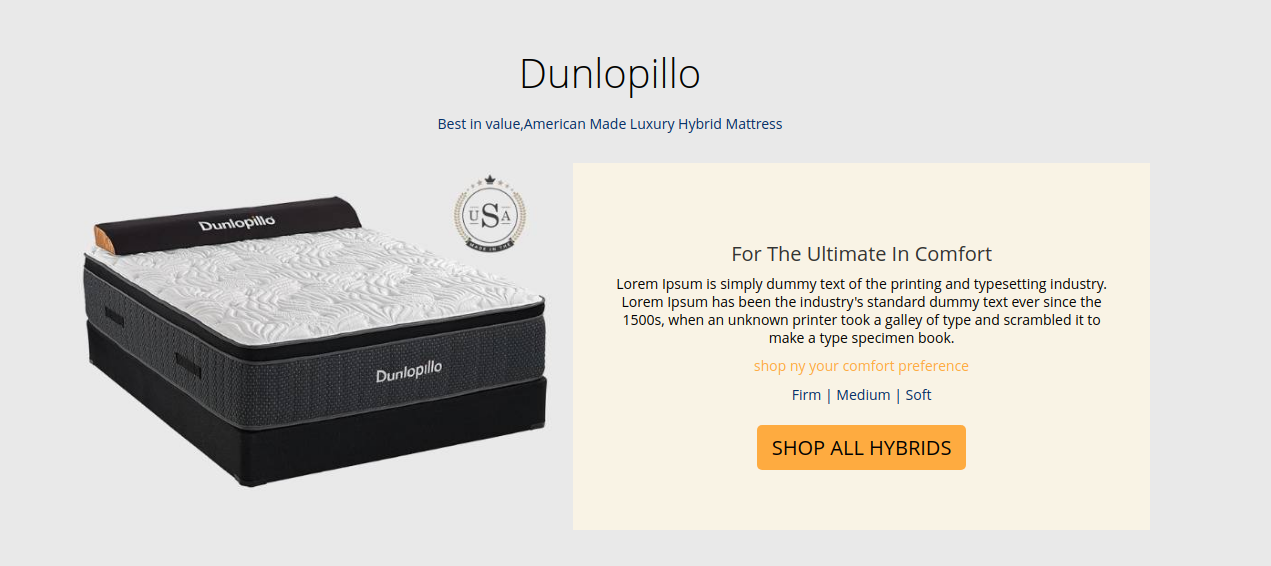 Dunlopillo
Best in value,American Made Luxury Hybrid Mattress
Dunlopillo
USA
MADE IN THE
Dunlopillo
For The Ultimate In Comfort
Lorem Ipsum is simply dummy text of the printing and typesetting industry.
Lorem Ipsum has been the industry's standard dummy text ever since the
1500s, when an unknown printer took a galley of type and scrambled it to
make a type specimen book.
shop ny your comfort preference
Firm | Medium | Soft
SHOP ALL HYBRIDS